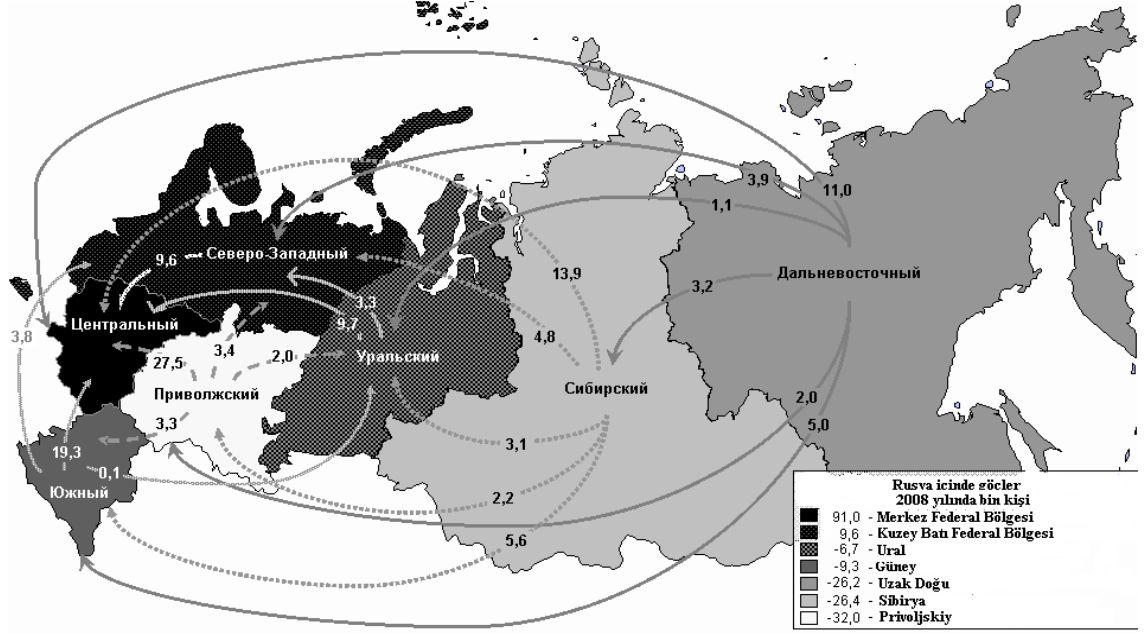 3,9
11,0
1,1
Северо-Западный
9,6
13,9
Дальневосточный
3,2
3,3
Центральный
9,7
3,8
4,8
3,4
27,5
2,0
Уральский
Приволжский
Сибирский
2,0
3,3
5,0
3,1
19,3
0,1
Южный
2,2
5,6
Rusya icinde göcler
2008 yılında bin kişi
91,0 - Merkez Federal Bölgesi
9,6 - Kuzey Batı Federal Bölgesi
-6,7 - Ural
-9,3 - Güney
-26,2 - Uzak Doğu
-26,4 - Sibirya
-32,0 - Privoljskiy